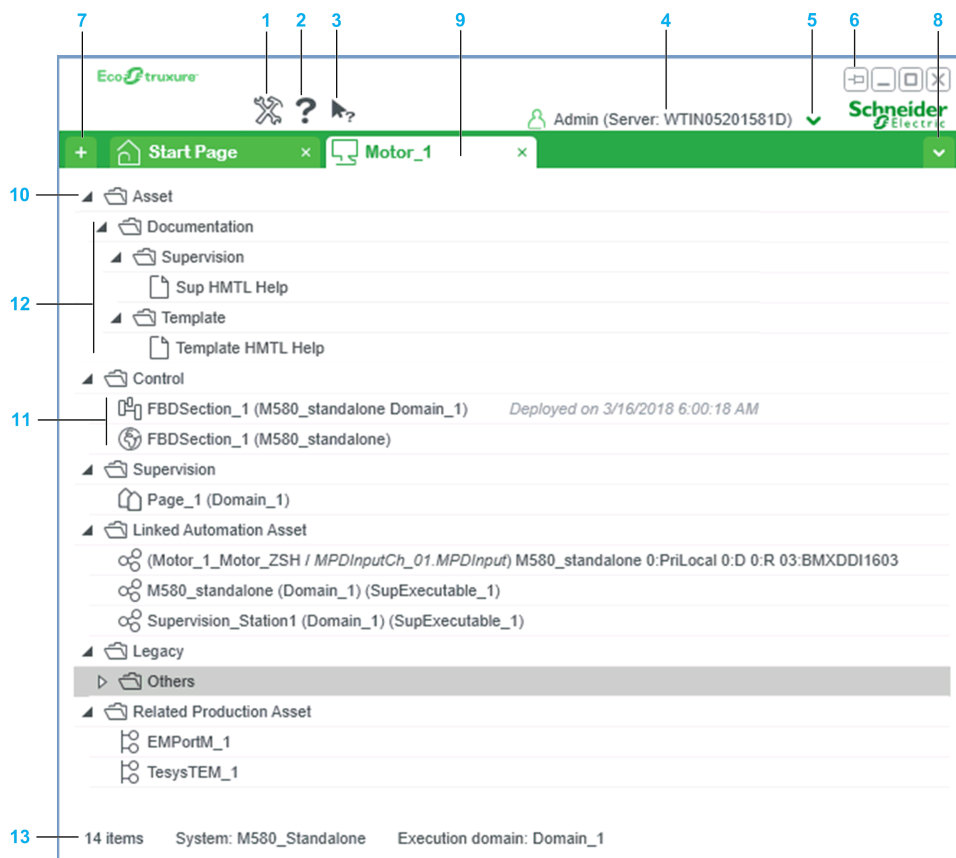 7 1 2 3 9 4 5 6 8
EcoStruxure
? ?
Admin (Server: WTIN05201581D)
Schneider
Electric
+ Start Page × Motor_1 ×
10 Asset
Documentation
Supervision
Sup HMTL Help
12
Template
Template HMTL Help
Control
FBDSection_1 (M580_standalone Domain_1) Deployed on 3/16/2018 6:00:18 AM
11
FBDSection_1 (M580_standalone)
Supervision
Page_1 (Domain_1)
Linked Automation Asset
(Motor_1_Motor_ZSH / MPDInputCh_01.MPDInput) M580_standalone 0:PriLocal 0:D 0:R 03:BMXDDI1603
M580_standalone (Domain_1) (SupExecutable_1)
Supervision_Station1 (Domain_1) (SupExecutable_1)
Legacy
Others
Related Production Asset
EMPortM_1
TesysTEM_1
13 14 items System: M580_Standalone Execution domain: Domain_1